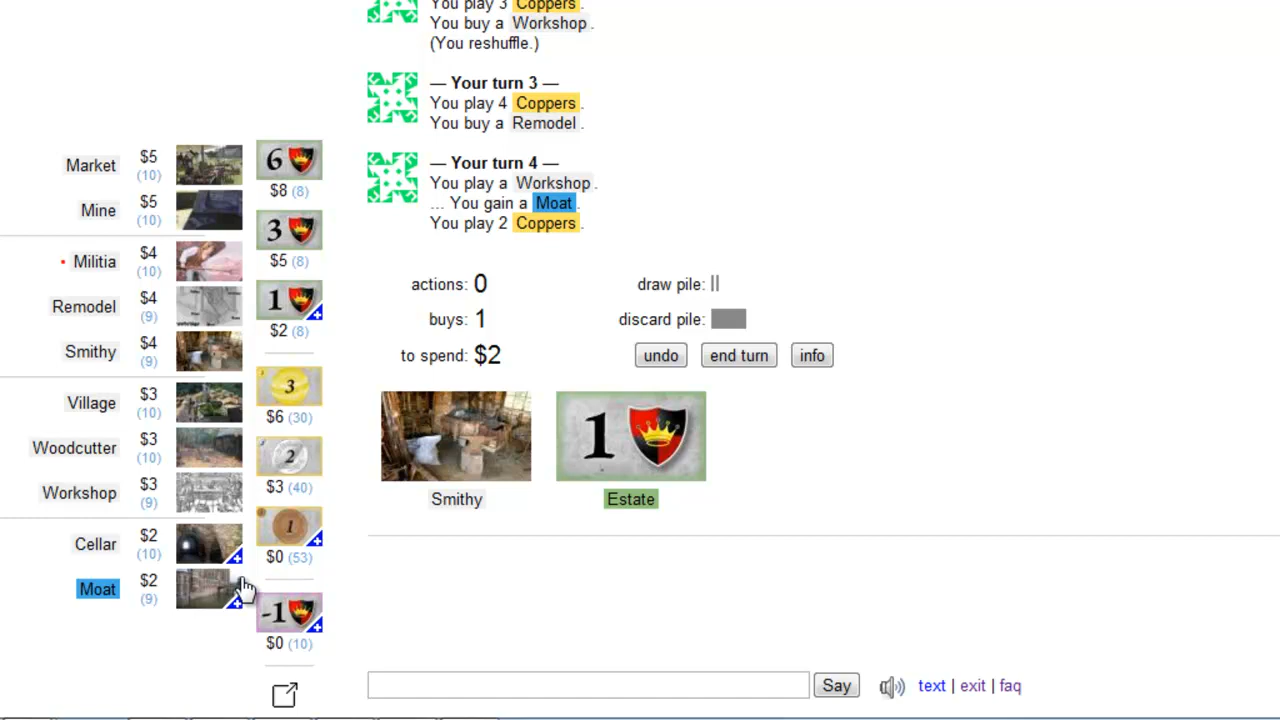 You play 3 Coppers.
You buy a Workshop.
(You reshuffle.)
— Your turn 3 —
You play 4 Coppers.
You buy a Remodel.
— Your turn 4 —
You play a Workshop.
... You gain a Moat.
You play 2 Coppers.
Market $5 (10)
Mine $5 (10)
Militia $4 (10)
Remodel $4 (9)
Smithy $4 (9)
Village $3 (10)
Woodcutter $3 (10)
Workshop $3 (9)
Cellar $2 (10)
Moat $2 (9)
6
$8 (8)
3
$5 (8)
1
$2 (8)
3
$6 (30)
2
$3 (40)
1
$0 (53)
-1
$0 (10)
actions: 0 draw pile:
buys: 1 discard pile:
to spend: $2 undo end turn info
1
Smithy Estate
Say text | exit | faq